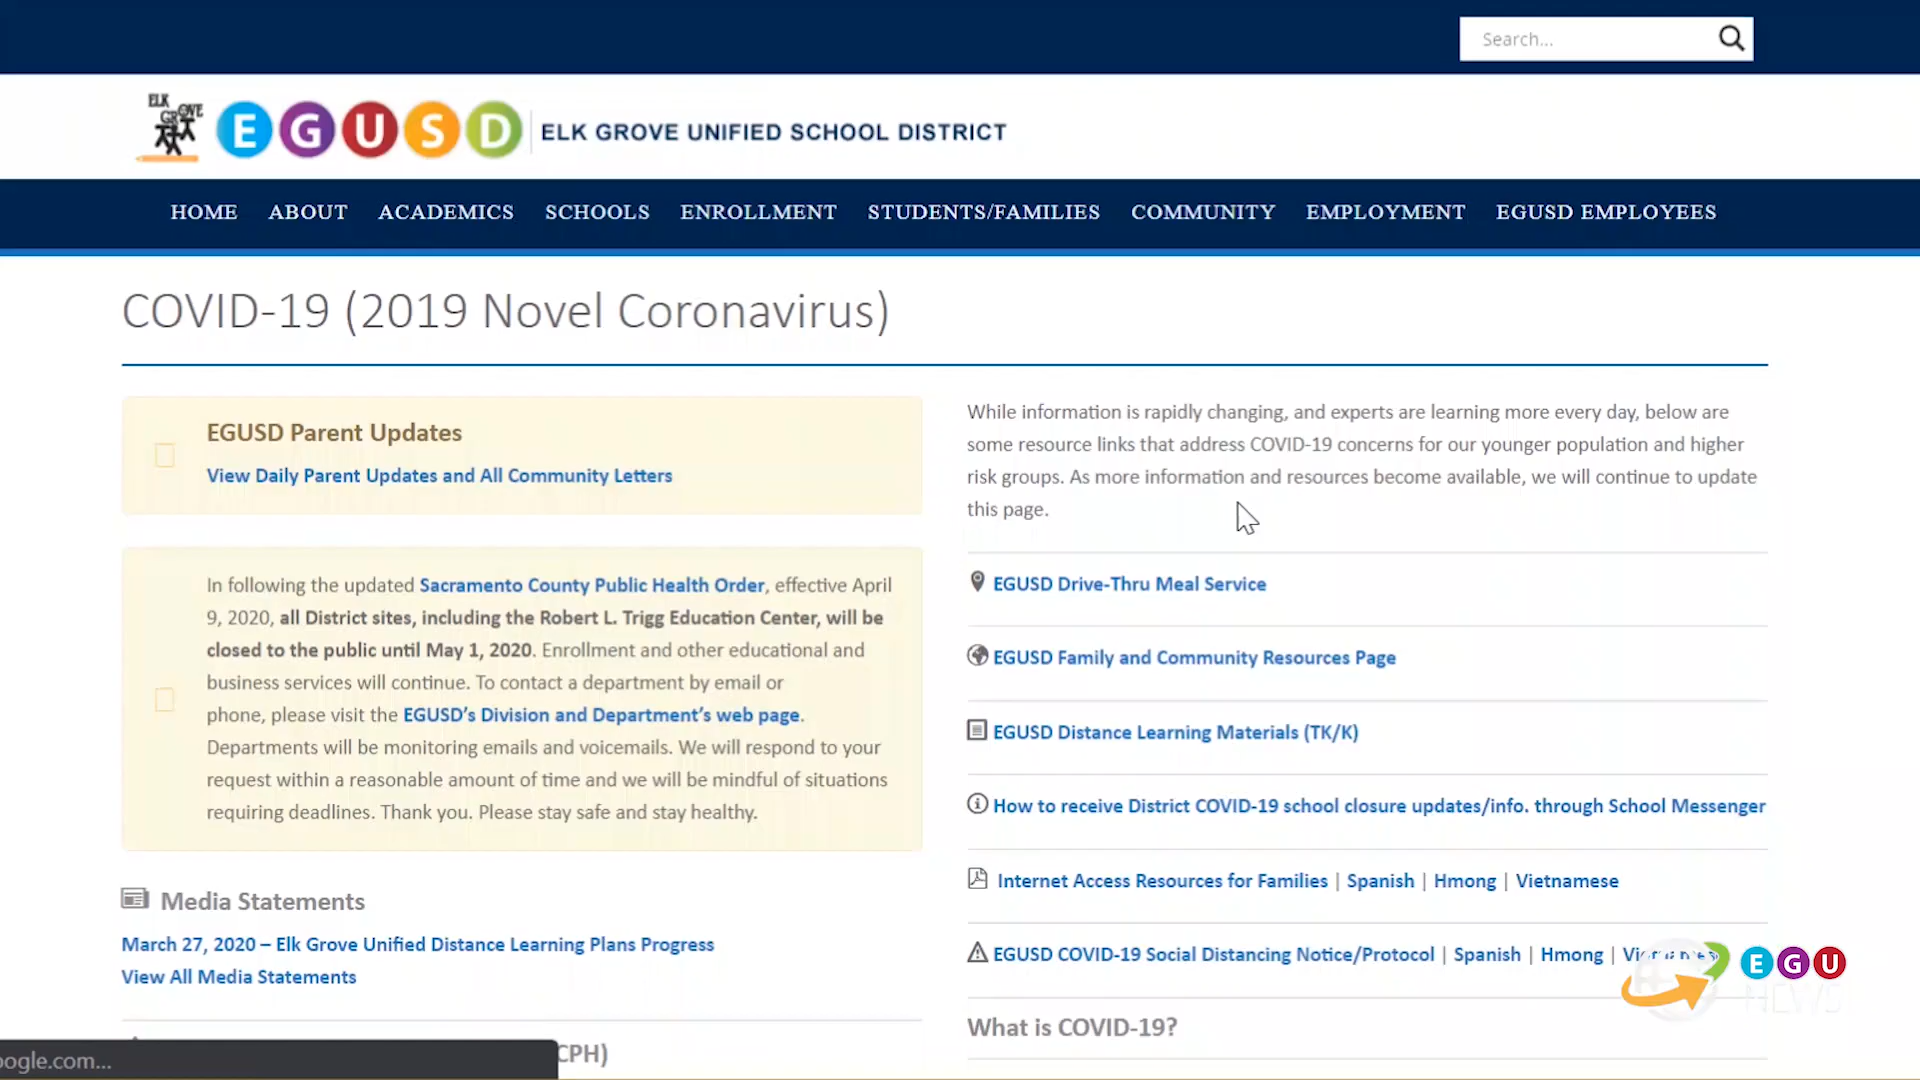 Search...
ELK GROVE
E G U S D
ELK GROVE UNIFIED SCHOOL DISTRICT
HOME ABOUT ACADEMICS SCHOOLS ENROLLMENT STUDENTS/FAMILIES COMMUNITY EMPLOYMENT EGUSD EMPLOYEES
COVID-19 (2019 Novel Coronavirus)
EGUSD Parent Updates
View Daily Parent Updates and All Community Letters
In following the updated Sacramento County Public Health Order, effective April
9, 2020, all District sites, including the Robert L. Trigg Education Center, will be
closed to the public until May 1, 2020. Enrollment and other educational and
business services will continue. To contact a department by email or
phone, please visit the EGUSD's Division and Department's web page.
Departments will be monitoring emails and voicemails. We will respond to your
request within a reasonable amount of time and we will be mindful of situations
requiring deadlines. Thank you. Please stay safe and stay healthy.
Media Statements
March 27, 2020 – Elk Grove Unified Distance Learning Plans Progress
View All Media Statements
CPH)
oogle.com...
While information is rapidly changing, and experts are learning more every day, below are
some resource links that address COVID-19 concerns for our younger population and higher
risk groups. As more information and resources become available, we will continue to update
this page.
EGUSD Drive-Thru Meal Service
EGUSD Family and Community Resources Page
EGUSD Distance Learning Materials (TK/K)
How to receive District COVID-19 school closure updates/info. through School Messenger
Internet Access Resources for Families | Spanish | Hmong | Vietnamese
EGUSD COVID-19 Social Distancing Notice/Protocol | Spanish | Hmong |
What is COVID-19?
E G U
NEWS